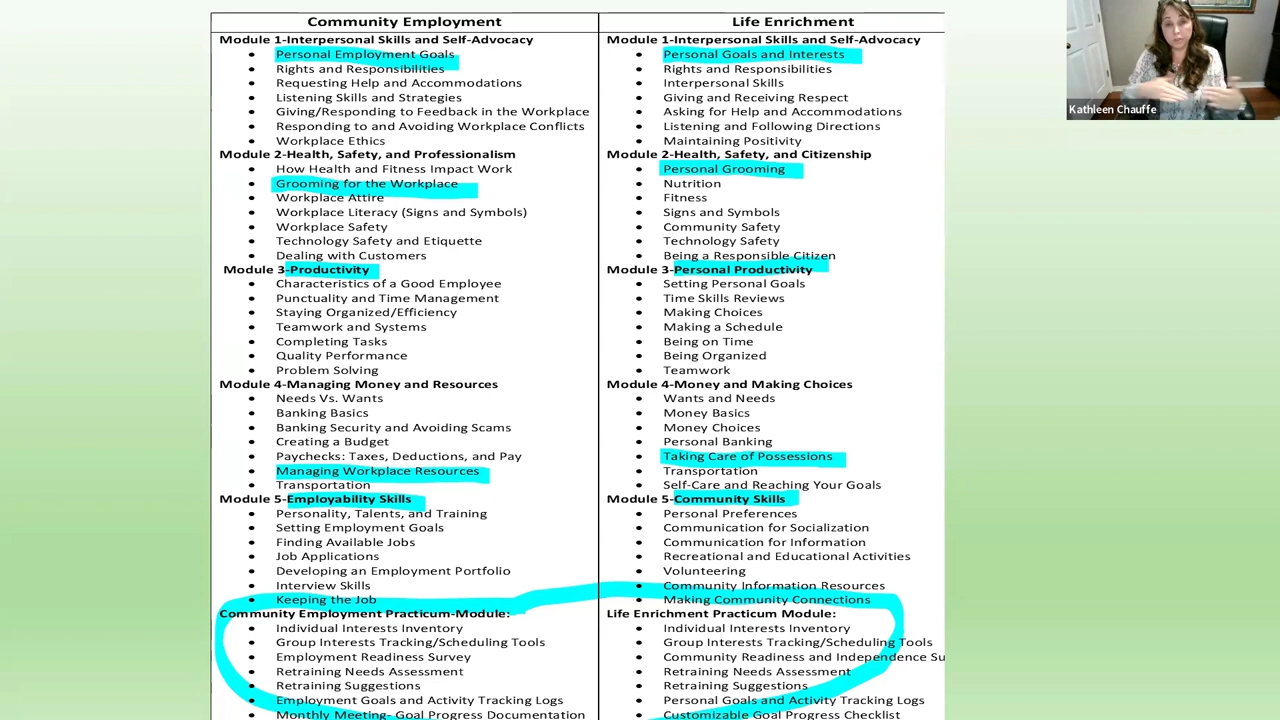 Community Employment
Module 1-Interpersonal Skills and Self-Advocacy
• Personal Employment Goals
• Rights and Responsibilities
• Requesting Help and Accommodations
• Listening Skills and Strategies
• Giving/Responding to Feedback in the Workplace
• Responding to and Avoiding Workplace Conflicts
• Workplace Ethics
Module 2-Health, Safety, and Professionalism
• How Health and Fitness Impact Work
• Grooming for the Workplace
• Workplace Attire
• Workplace Literacy (Signs and Symbols)
• Workplace Safety
• Technology Safety and Etiquette
• Dealing with Customers
Module 3-Productivity
• Characteristics of a Good Employee
• Punctuality and Time Management
• Staying Organized/Efficiency
• Teamwork and Systems
• Completing Tasks
• Quality Performance
• Problem Solving
Module 4-Managing Money and Resources
• Needs Vs. Wants
• Banking Basics
• Banking Security and Avoiding Scams
• Creating a Budget
• Paychecks: Taxes, Deductions, and Pay
• Managing Workplace Resources
• Transportation
Module 5-Employability Skills
• Personality, Talents, and Training
• Setting Employment Goals
• Finding Available Jobs
• Job Applications
• Developing an Employment Portfolio
• Interview Skills
• Keeping the Job
Community Employment Practicum-Module:
• Individual Interests Inventory
• Group Interests Tracking/Scheduling Tools
• Employment Readiness Survey
• Retraining Needs Assessment
• Retraining Suggestions
• Employment Goals and Activity Tracking Logs
• Monthly Meeting- Goal Progress Documentation
Life Enrichment
Module 1-Interpersonal Skills and Self-Advocacy
• Personal Goals and Interests
• Rights and Responsibilities
• Interpersonal Skills
• Giving and Receiving Respect
• Asking for Help and Accommodations
• Listening and Following Directions
• Maintaining Positivity
Module 2-Health, Safety, and Citizenship
• Personal Grooming
• Nutrition
• Fitness
• Signs and Symbols
• Community Safety
• Technology Safety
• Being a Responsible Citizen
Module 3-Personal Productivity
• Setting Personal Goals
• Time Skills Reviews
• Making Choices
• Making a Schedule
• Being on Time
• Being Organized
• Teamwork
Module 4-Money and Making Choices
• Wants and Needs
• Money Basics
• Money Choices
• Personal Banking
• Taking Care of Possessions
• Transportation
• Self-Care and Reaching Your Goals
Module 5-Community Skills
• Personal Preferences
• Communication for Socialization
• Communication for Information
• Recreational and Educational Activities
• Volunteering
• Community Information Resources
• Making Community Connections
Life Enrichment Practicum Module:
• Individual Interests Inventory
• Group Interests Tracking/Scheduling Tools
• Community Readiness and Independence Su
• Retraining Needs Assessment
• Retraining Suggestions
• Personal Goals and Activity Tracking Logs
• Customizable Goal Progress Checklist
Kathleen Chauffe